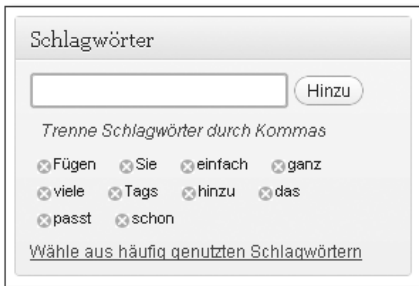 Schlagwörter
Hinzu
Trenne Schlagwörter durch Kommas
Fügen Sie einfach ganz
viele Tags hinzu das
passt schon
Wähle aus häufig genutzten Schlagwörtern